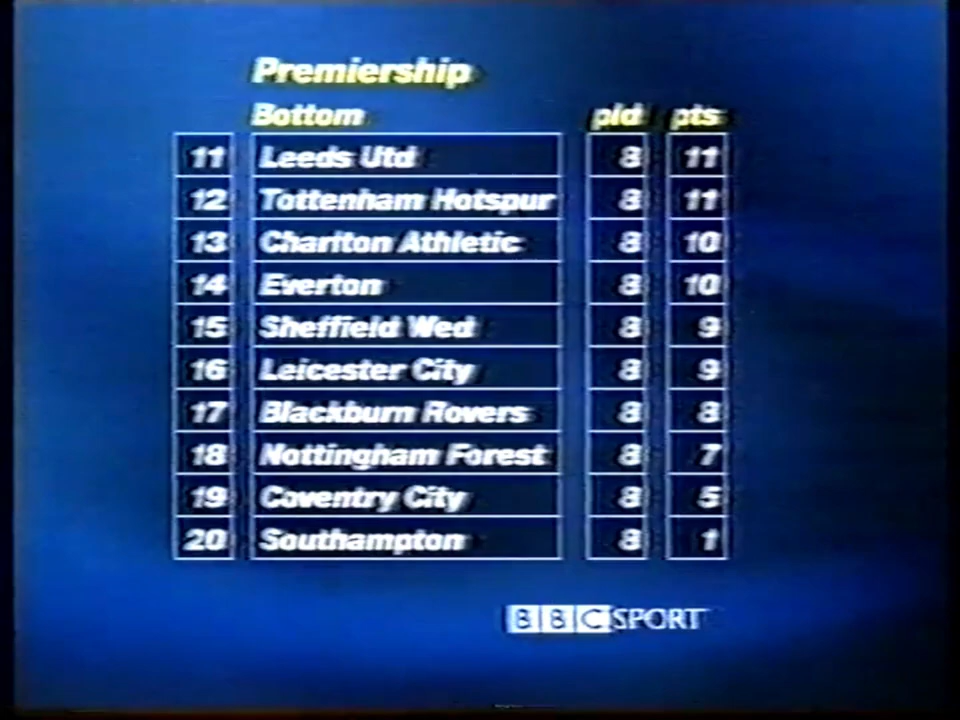 Premiership
Bottom pld pts
11 Leeds Utd 8 11
12 Tottenham Hotspur 8 11
13 Charlton Athletic 8 10
14 Everton 8 10
15 Sheffield Wed 8 9
16 Leicester City 8 9
17 Blackburn Rovers 8 8
18 Nottingham Forest 8 7
19 Coventry City 8 5
20 Southampton 8 1
BBC SPORT